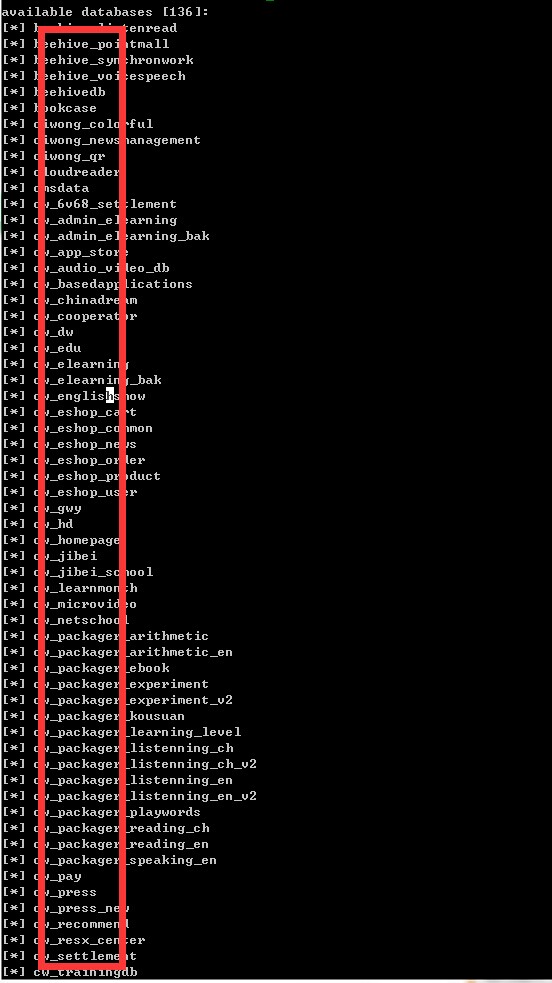 available databases [136]:
[*] beehive_listenread
[*] beehive_pointmall
[*] beehive_synchronwork
[*] beehive_voicespeech
[*] beehivedb
[*] bookcase
[*] ciwong_colorful
[*] ciwong_newsmanagement
[*] ciwong_qr
[*] cloudreader
[*] cmsdata
[*] cw_6v68_settlement
[*] cw_admin_elearning
[*] cw_admin_elearning_bak
[*] cw_app_store
[*] cw_audio_video_db
[*] cw_basedapplications
[*] cw_chinadream
[*] cw_cooperator
[*] cw_dw
[*] cw_edu
[*] cw_elearning
[*] cw_elearning_bak
[*] cw_englishshow
[*] cw_eshop_cart
[*] cw_eshop_common
[*] cw_eshop_news
[*] cw_eshop_order
[*] cw_eshop_product
[*] cw_eshop_user
[*] cw_gwy
[*] cw_hd
[*] cw_homepage
[*] cw_jibei
[*] cw_jibei_school
[*] cw_learnmonth
[*] cw_microvideo
[*] cw_netschool
[*] cw_packager_arithmetic
[*] cw_packager_arithmetic_en
[*] cw_packager_ebook
[*] cw_packager_experiment
[*] cw_packager_experiment_v2
[*] cw_packager_kousuan
[*] cw_packager_learning_level
[*] cw_packager_listenning_ch
[*] cw_packager_listenning_ch_v2
[*] cw_packager_listenning_en
[*] cw_packager_listenning_en_v2
[*] cw_packager_playwords
[*] cw_packager_reading_ch
[*] cw_packager_reading_en
[*] cw_packager_speaking_en
[*] cw_pay
[*] cw_press
[*] cw_press_new
[*] cw_recommend
[*] cw_resx_center
[*] cw_settlement
[*] cw_trainingdb